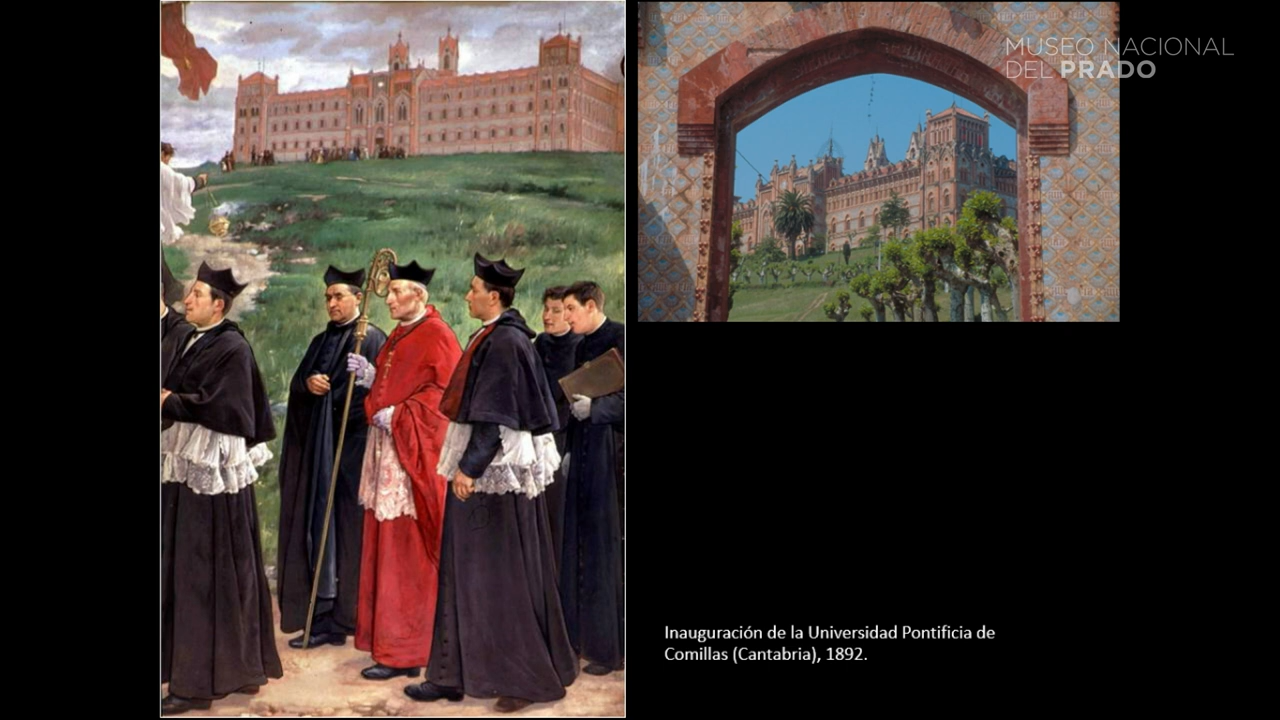 MUSEO NACIONAL
DEL PRADO
Inauguración de la Universidad Pontificia de
Comillas (Cantabria), 1892.